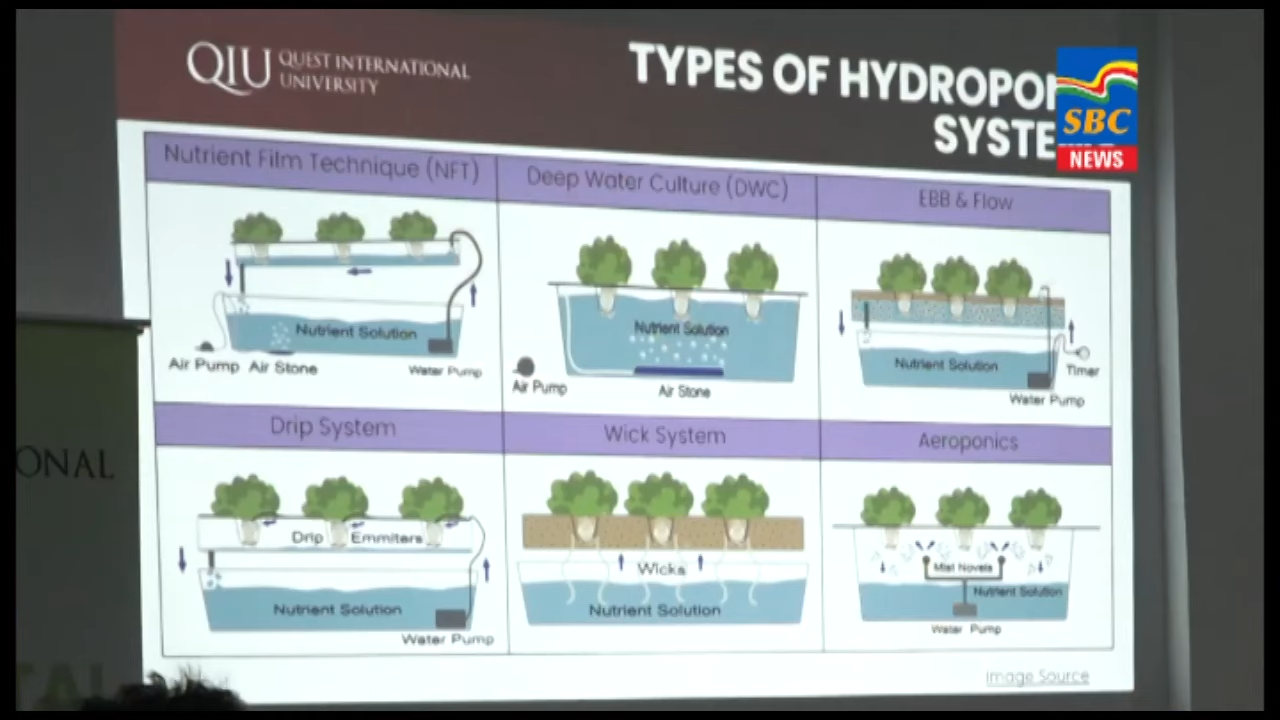 QIU
QUEST INTERNATIONAL
UNIVERSITY
TYPES OF
SBC
NEWS
Nutrient Film Technique (NFT)
Deep Water Culture (DWC)
EBB & Flow
Nutrient Solution
Air Pump
Air Stone
Water Pump
Nutrient Solution
Air Pump
Air Stone
Nutrient Solution
Timer
Water Pump
Drip System
Wick System
Aeroponics
Drip Emmiters
Nutrient Solution
Water Pump
Wicks
Nutrient Solution
Mist Novels
Nutrient Solution
Water Pump
Image Source
ONAL